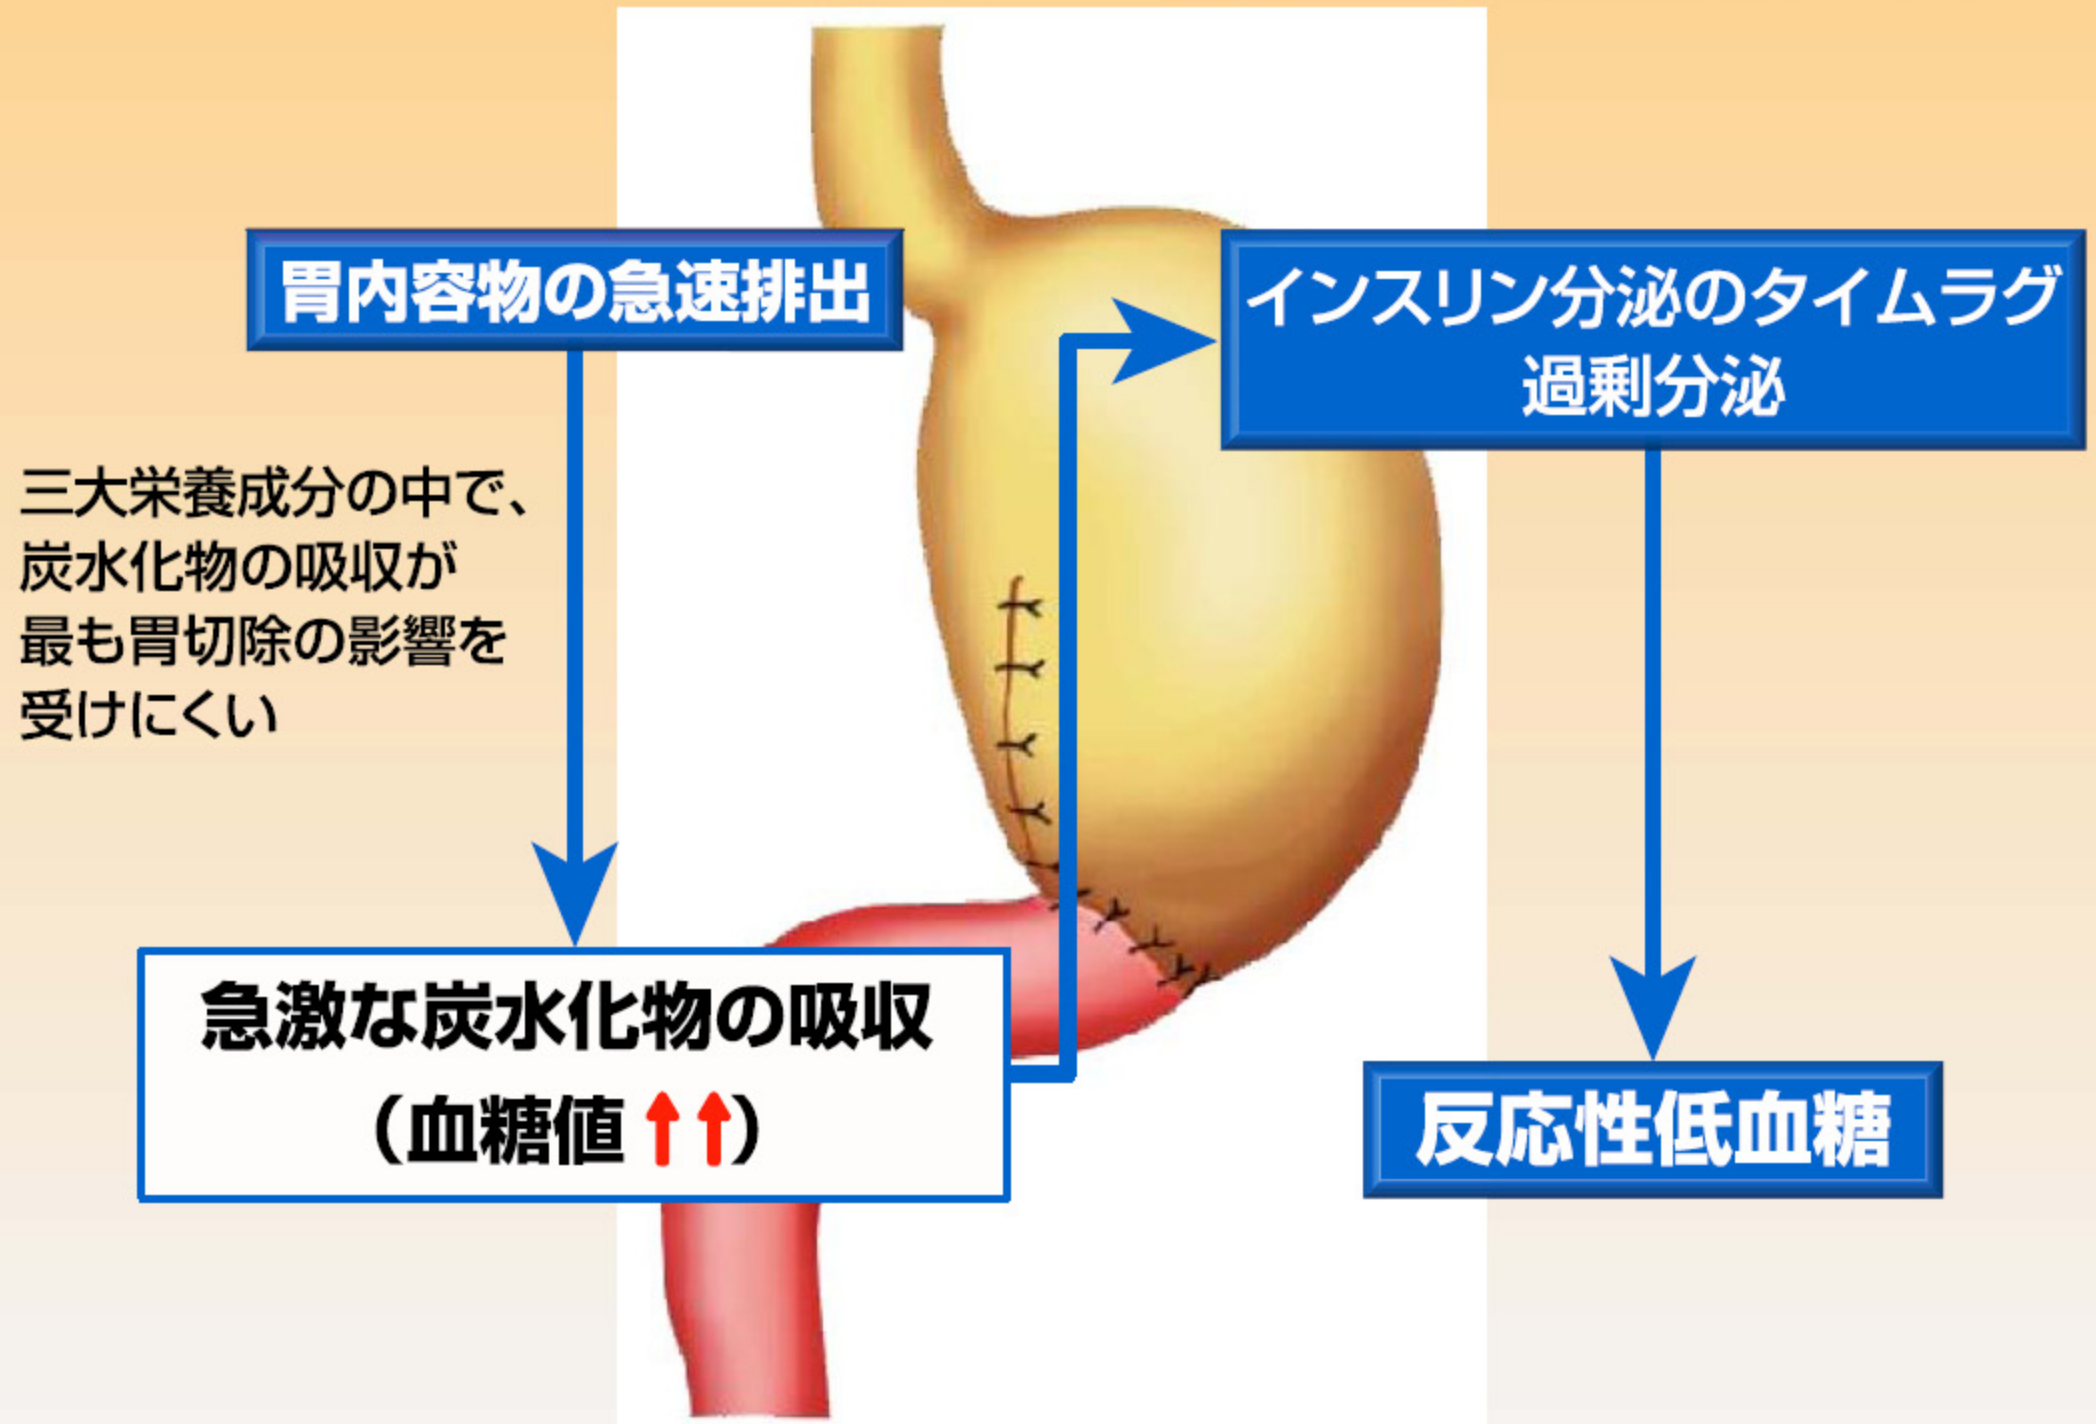 胃内容物の急速排出
三大栄養成分の中で、
炭水化物の吸収が
最も胃切除の影響を
受けにくい
急激な炭水化物の吸収
（血糖値↑↑）
インスリン分泌のタイムラグ
過剰分泌
反応性低血糖